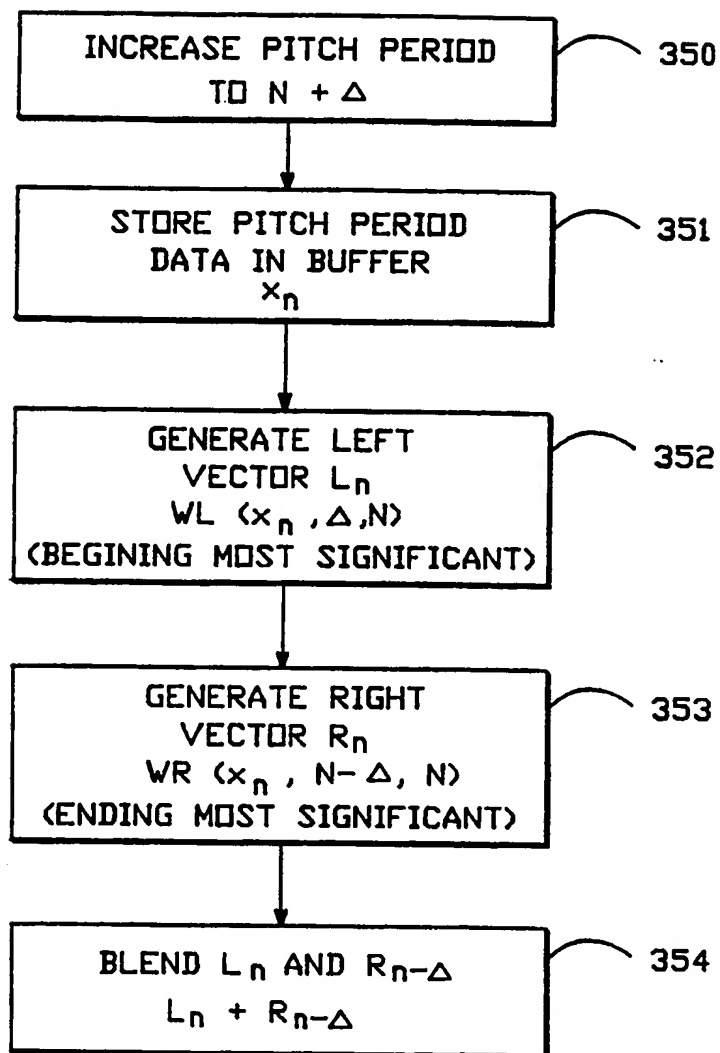 INCREASE PITCH PERIOD
TO N + Δ
350
STORE PITCH PERIOD
DATA IN BUFFER
xn
351
GENERATE LEFT
VECTOR Ln
WL (xn ,Δ,N)
(BEGINING MOST SIGNIFICANT)
352
GENERATE RIGHT
VECTOR Rn
WR (xn , N-Δ, N)
(ENDING MOST SIGNIFICANT)
353
BLEND Ln AND Rn-Δ
Ln + Rn-Δ
354